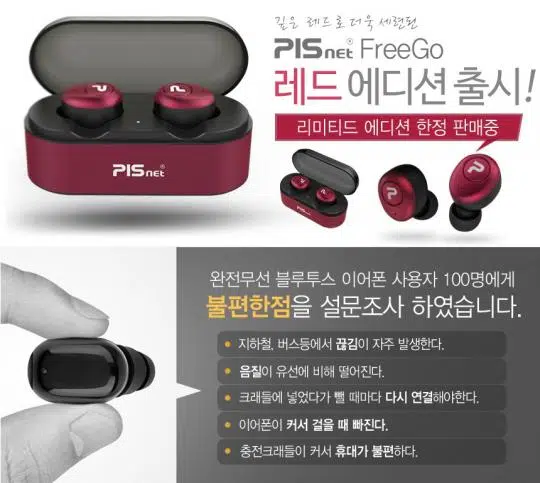 깊은 레드로 더욱 세련된
PISnet® FreeGo
레드 에디션 출시!
리미티드 에디션 한정 판매중
PISnet®
완전무선 블루투스 이어폰 사용자 100명에게
불편한점을 설문조사 하였습니다.
• 지하철, 버스등에서 끊김이 자주 발생한다.
• 음질이 유선에 비해 떨어진다.
• 크래들에 넣었다가 뺄 때마다 다시 연결해야한다.
• 이어폰이 커서 걸을 때 빠진다.
• 충전크래들이 커서 휴대가 불편하다.